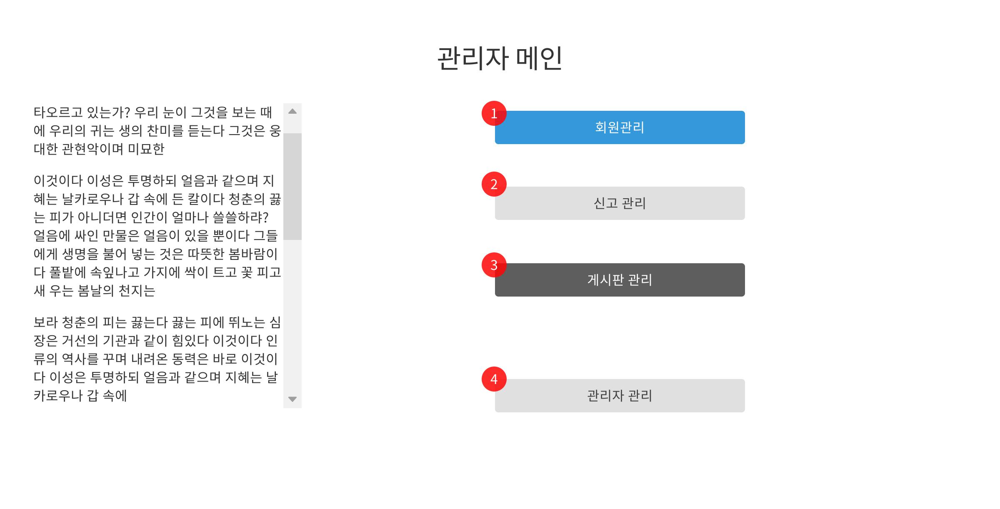 관리자 메인
타오르고 있는가? 우리 눈이 그것을 보는 때
에 우리의 귀는 생의 찬미를 듣는다 그것은 웅
대한 관현악이며 미묘한
이것이다 이성은 투명하되 얼음과 같으며 지
혜는 날카로우나 갑 속에 든 칼이다 청춘의 끓
는 피가 아니더면 인간이 얼마나 쓸쓸하랴?
얼음에 싸인 만물은 얼음이 있을 뿐이다 그들
에게 생명을 불어 넣는 것은 따뜻한 봄바람이
다 풀밭에 속잎나고 가지에 싹이 트고 꽃 피고
새 우는 봄날의 천지는
보라 청춘의 피는 끓는다 끓는 피에 뛰노는 심
장은 거선의 기관과 같이 힘있다 이것이다 인
류의 역사를 꾸며 내려온 동력은 바로 이것이
다 이성은 투명하되 얼음과 같으며 지혜는 날
카로우나 갑 속에
1
회원관리
2
신고 관리
3
게시판 관리
4
관리자 관리